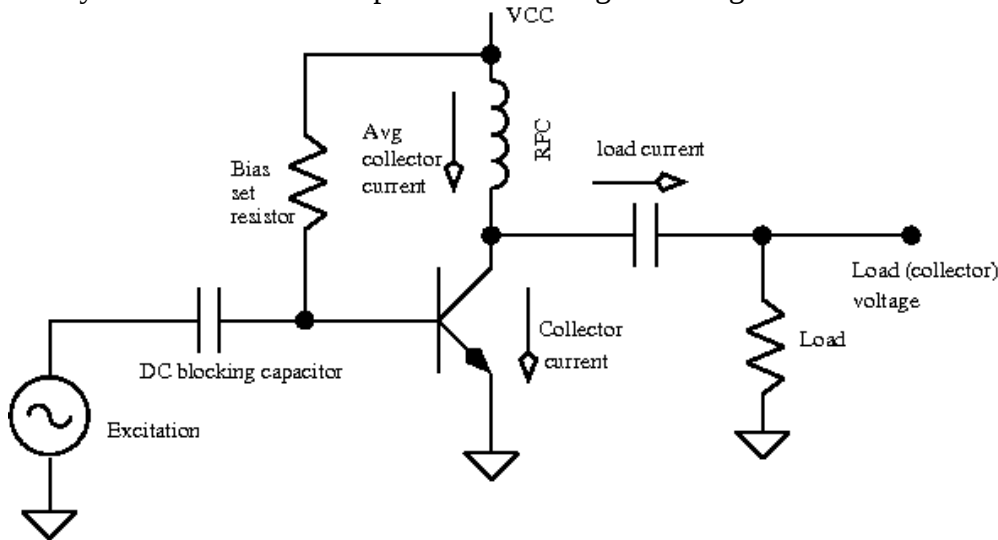 VCC
Avg
collector
current
RFC
load current
Bias
set
resistor
Load (collector)
voltage
Collector
current
Load
DC blocking capacitor
Excitation